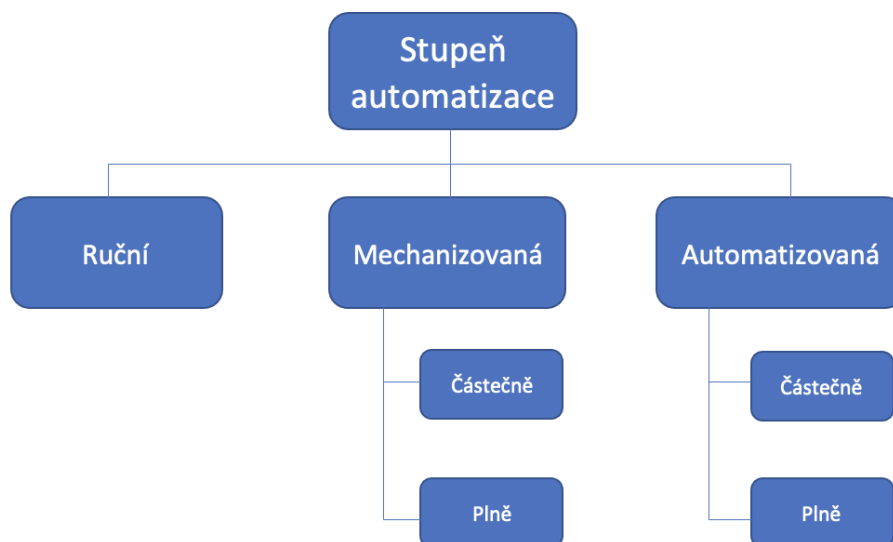 Stupeň
automatizace
Ruční
Mechanizovaná
Automatizovaná
Částečně
Částečně
Plně
Plně